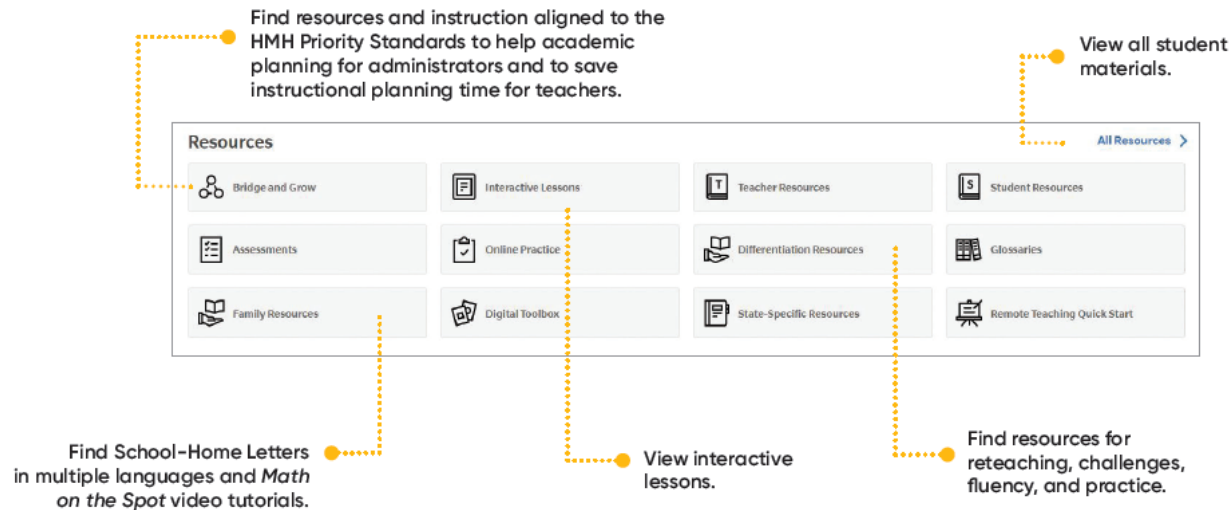 Find resources and instruction aligned to the
HMH Priority Standards to help academic
planning for administrators and to save
instructional planning time for teachers.
View all student
materials.
Resources
All Resources
Bridge and Grow
Interactive Lessons
T
Teacher Resources
S
Student Resources
Assessments
Online Practice
Differentiation Resources
Glossaries
Family Resources
Digital Toolbox
State-Specific Resources
Remote Teaching Quick Start
Find School-Home Letters
in multiple languages and Math
on the Spot video tutorials.
View interactive
lessons.
Find resources for
reteaching, challenges,
fluency, and practice.